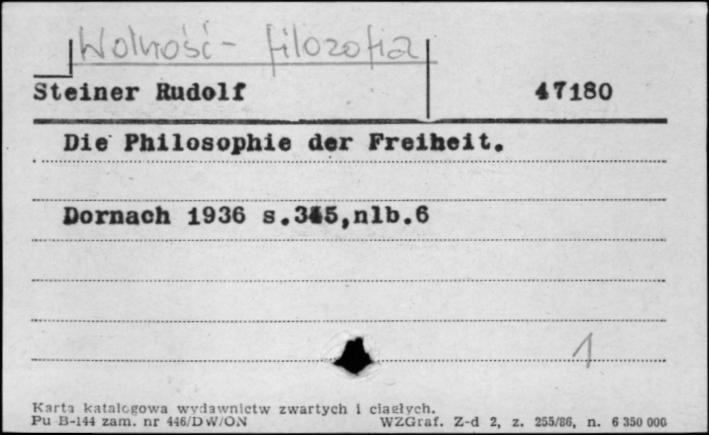 Wolność - filozofia
Steiner Rudolf 47180
Die Philosophie der Freiheit.
Dornach 1936 s.345,nlb.6
1
Karta katalogowa wydawnictw zwartych i ciągłych.
Pu-B-144 zam. nr 446/DW/ON WZGraf. Z-d 2, z. 255/86, n. 6 350 000